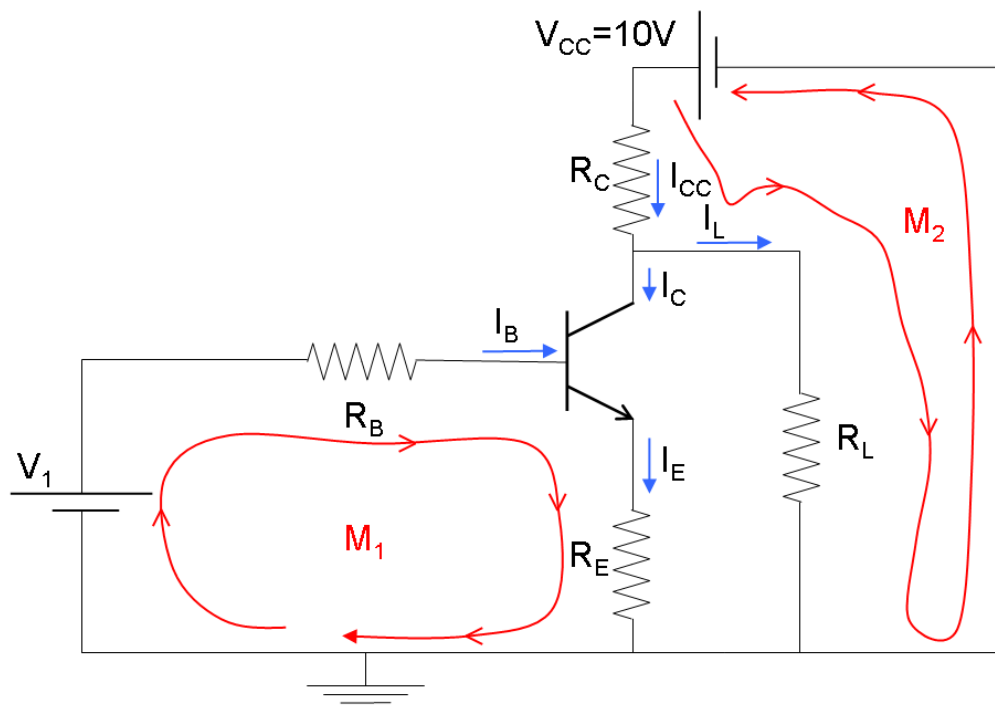 V_CC=10V
R_C
I_CC
I_L
M_2
I_C
I_B
R_B
R_L
V_1
I_E
M_1
R_E